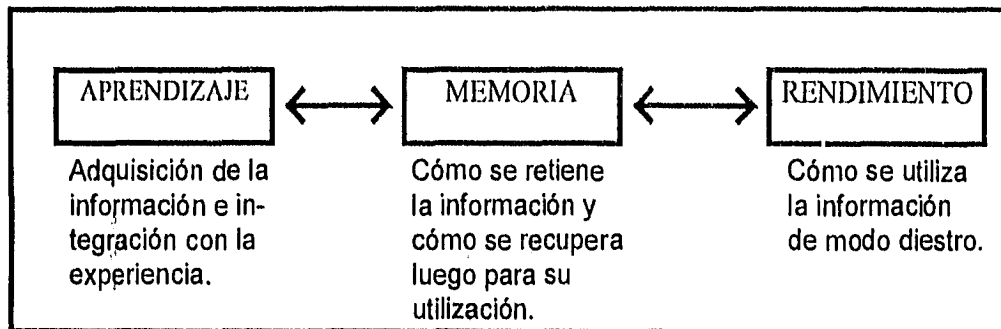 APRENDIZAJE
Adquisición de la
información e in-
tegración con la
experiencia.
MEMORIA
Cómo se retiene
la información y
cómo se recupera
luego para su
utilización.
RENDIMIENTO
Cómo se utiliza
la información
de modo diestro.